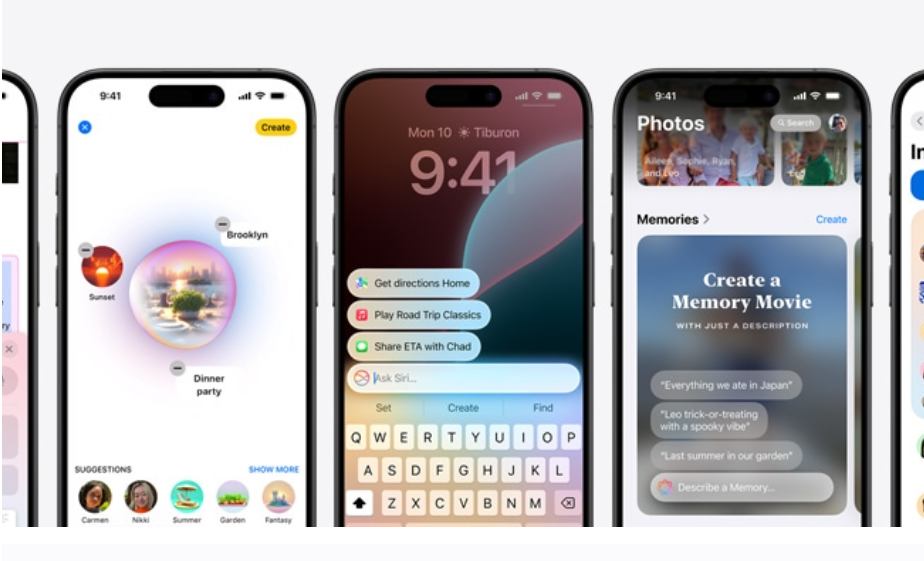 9:41
Create
Brooklyn
Sunset
Dinner
party
SUGGESTIONS
SHOW MORE
Carmen
Nikki
Summer
Garden
Fantasy
Mon 10
Tiburon
9:41
Get directions Home
Play Road Trip Classics
Share ETA with Chad
Ask Siri...
Set
Create
Find
Q W E R T Y U I O P
A S D F G H J K L
Z X C V B N M
9:41
Photos
Search
Aileen, Sophie, Ryan,
and Leo
Memories >
Create
Create a
Memory Movie
WITH JUST A DESCRIPTION
"Everything we ate in Japan"
"Leo trick-or-treating
with a spooky vibe"
"Last summer in our garden"
Describe a Memory...